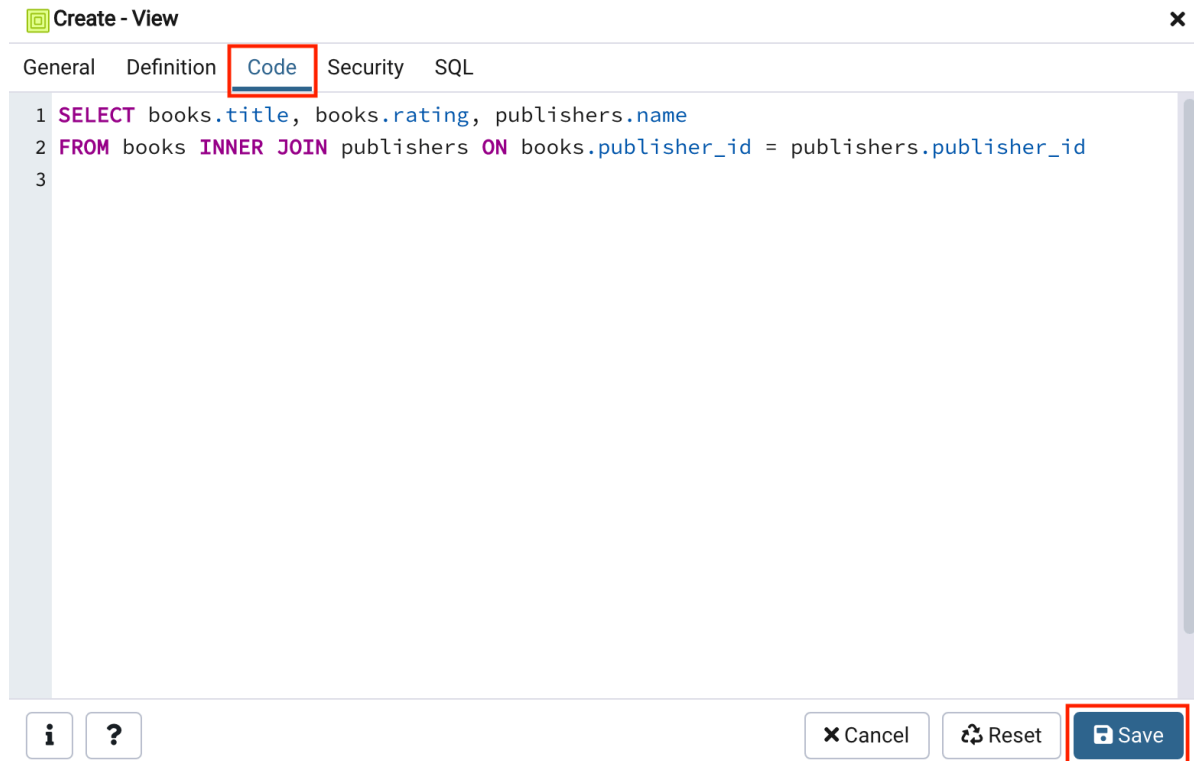 Create - View
General Definition Code Security SQL
1 SELECT books.title, books.rating, publishers.name
2 FROM books INNER JOIN publishers ON books.publisher_id = publishers.publisher_id
3
i ? Cancel Reset Save